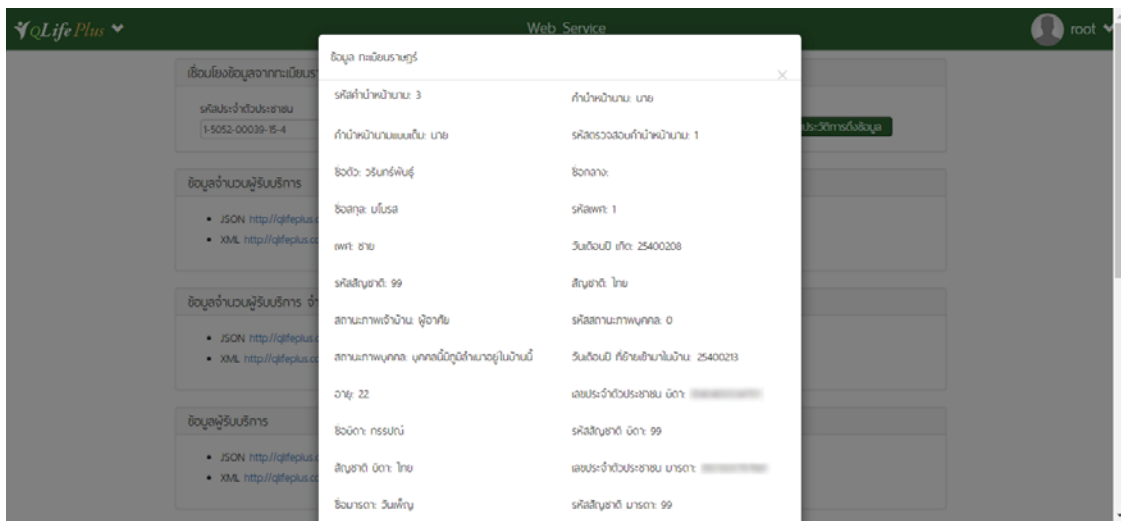 QLife Plus
Web Service
root
ข้อมูล ทะเบียนราษฎร์
×
เชื่อมโยงข้อมูลจากทะเบียนรา
รหัสประจำตัวประชาชน
1-5052-00039-15-4
ประวัติการดึงข้อมูล
รหัสคำนำหน้านาม: 3
คำนำหน้านาม: นาย
คำนำหน้านามแบบเต็ม: นาย
รหัสตรวจสอบคำนำหน้านาม: 1
ชื่อตัว: วรินทร์พันธุ์
ชื่อกลาง:
ชื่อสกุล: มโนรส
รหัสเพศ: 1
เพศ: ชาย
วันเดือนปี เกิด: 25400208
รหัสสัญชาติ: 99
สัญชาติ: ไทย
สถานะภาพเจ้าบ้าน: ผู้อาศัย
รหัสสถานะภาพบุคคล: 0
สถานะภาพบุคคล: บุคคลนี้มีภูมิลำเนาอยู่ในบ้านนี้
วันเดือนปี ที่ย้ายเข้ามาในบ้าน: 25400213
อายุ: 22
เลขประจำตัวประชาชน บิดา:
ชื่อบิดา: กรรปณ์
รหัสสัญชาติ บิดา: 99
สัญชาติ บิดา: ไทย
เลขประจำตัวประชาชน มารดา:
ชื่อมารดา: วันเพ็ญ
รหัสสัญชาติ มารดา: 99
ข้อมูลจำนวนผู้รับบริการ
JSON http://qlifeplus.c
XML http://qlifeplus.co
ข้อมูลจำนวนผู้รับบริการ จำ
JSON http://qlifeplus.c
XML http://qlifeplus.cc
ข้อมูลผู้รับบริการ
JSON http://qlifeplus.c
XML http://qlifeplus.co